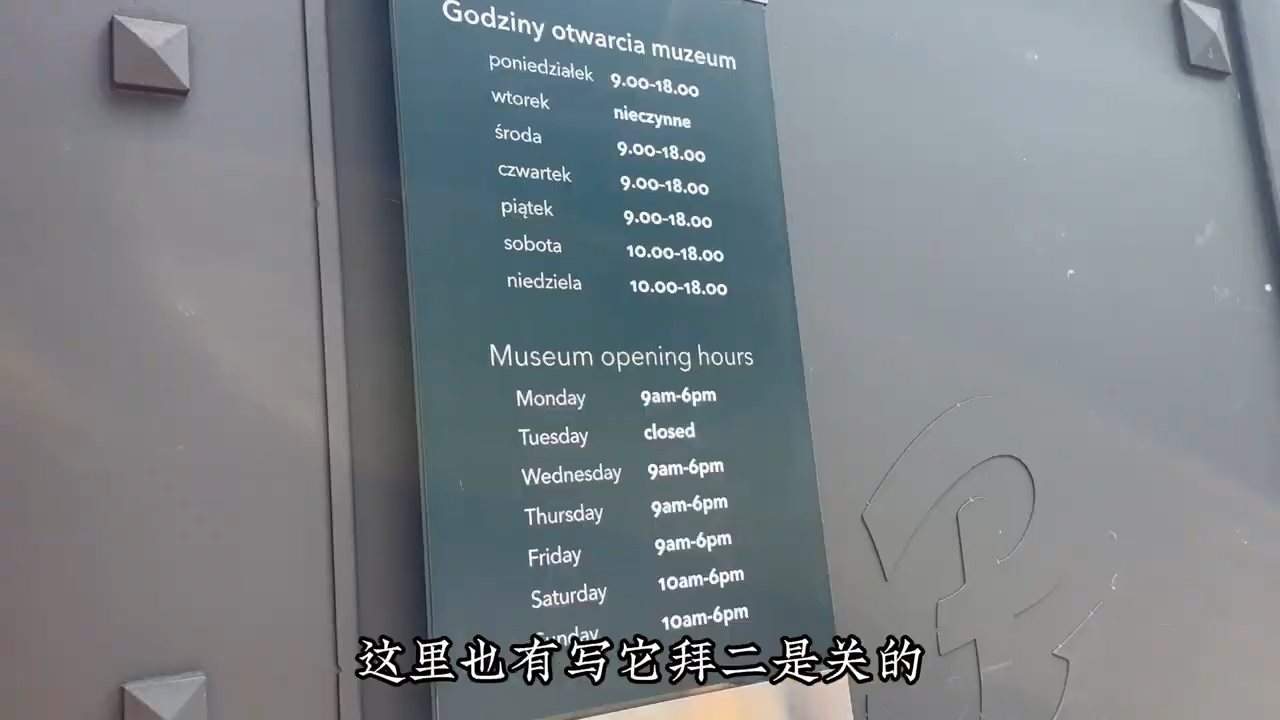 Godziny otwarcia muzeum
poniedziałek 9.00-18.00
wtorek nieczynne
środa 9.00-18.00
czwartek 9.00-18.00
piątek 9.00-18.00
sobota 10.00-18.00
niedziela 10.00-18.00
Museum opening hours
Monday 9am-6pm
Tuesday closed
Wednesday 9am-6pm
Thursday 9am-6pm
Friday 9am-6pm
Saturday 10am-6pm
Sunday 10am-6pm
这里也有写它拜二是关的